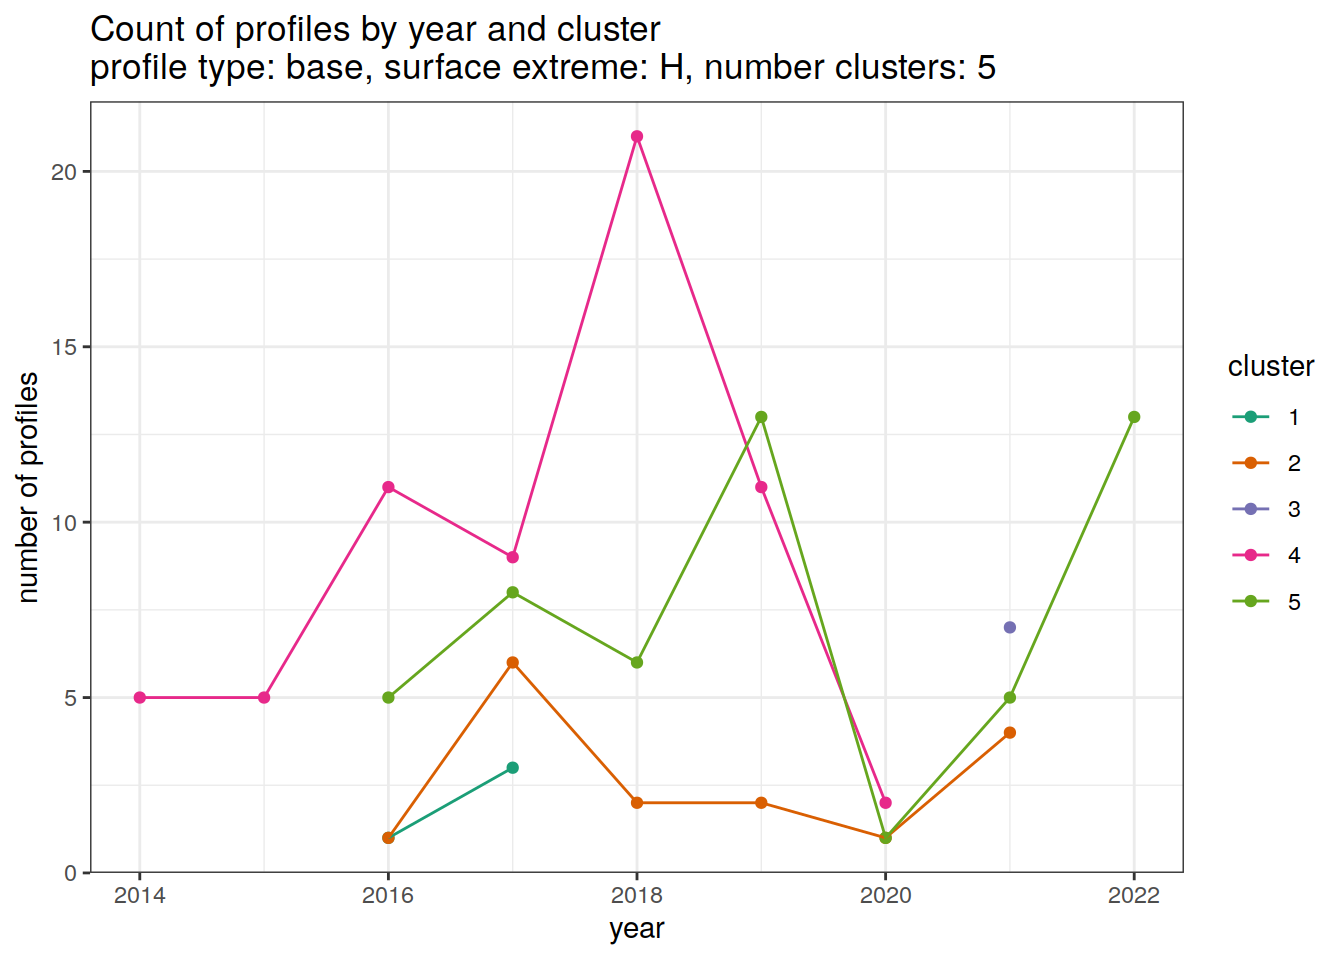 Count of profiles by year and cluster
profile type: base, surface extreme: H, number clusters: 5
20
15
10
5
0
number of profiles
2014 2016 2018 2020 2022
year
cluster
1
2
3
4
5